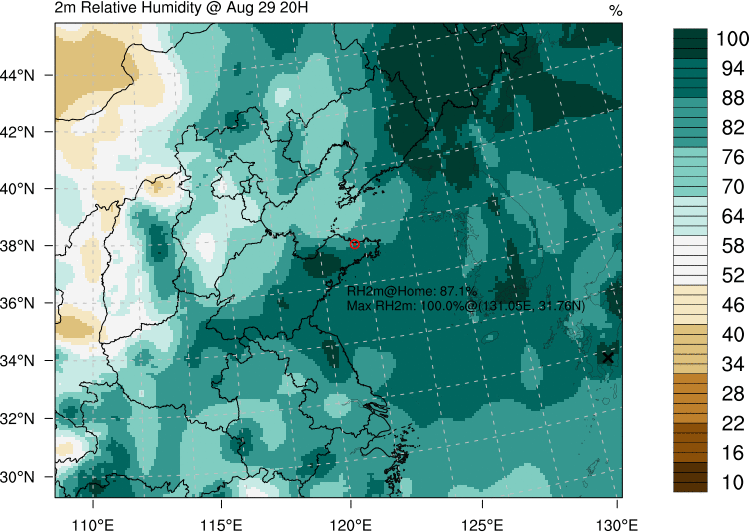 2m Relative Humidity @ Aug 29 20H
%
44°N
42°N
40°N
38°N
36°N
34°N
32°N
30°N
RH2m@Home: 87.1%
Max RH2m: 100.0%@(131.05E, 31.76N)
110°E
115°E
120°E
125°E
130°E
100
94
88
82
76
70
64
58
52
46
40
34
28
22
16
10